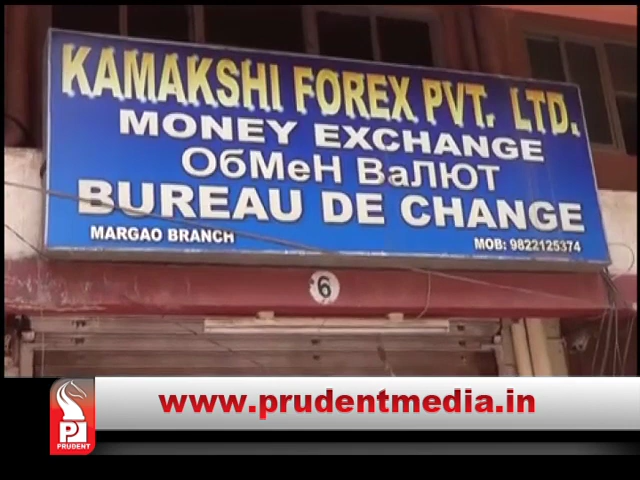 KAMAKSHI FOREX PVT. LTD.
MONEY EXCHANGE
ОбМеН ВаЛЮТ
BUREAU DE CHANGE
MARGAO BRANCH
MOB: 9822125374
6
www.prudentmedia.in
P
PRUDENT